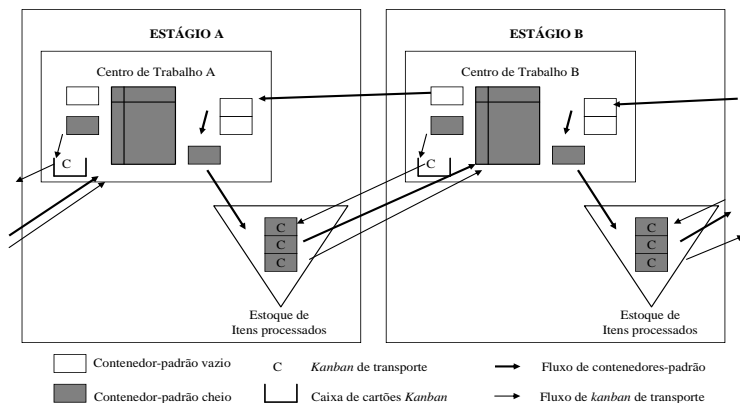 ESTÁGIO A
ESTÁGIO B
Centro de Trabalho A
Centro de Trabalho B
C
C
C
C
C
C
C
C
Estoque de
Itens processados
Estoque de
Itens processados
Contenedor-padrão vazio
C
Kanban de transporte
Fluxo de contenedores-padrão
Contenedor-padrão cheio
Caixa de cartões Kanban
Fluxo de kanban de transporte